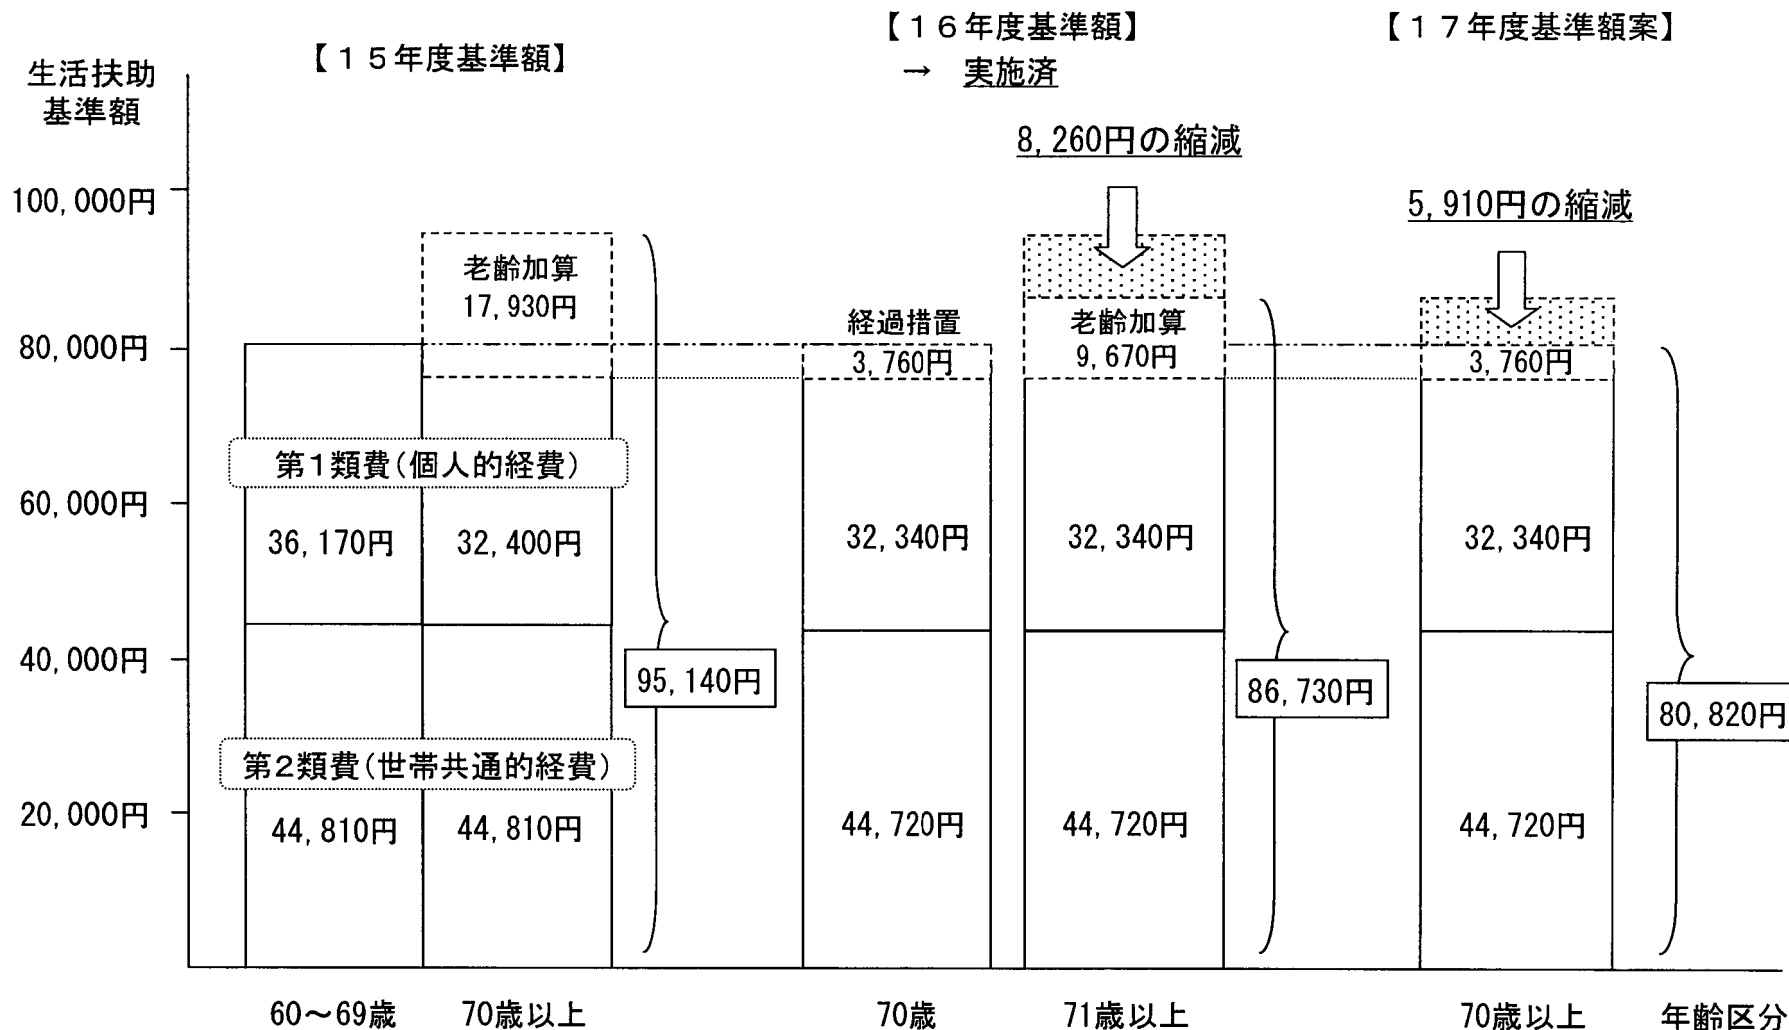 【１５年度基準額】
【１６年度基準額】
→　実施済
【１７年度基準額案】
生活扶助
基準額
8,260円の縮減
5,910円の縮減
100,000円
80,000円
60,000円
40,000円
20,000円
老齢加算
17,930円
経過措置
3,760円
老齢加算
9,670円
3,760円
第１類費（個人的経費）
36,170円
32,400円
32,340円
32,340円
32,340円
95,140円
86,730円
80,820円
第２類費（世帯共通的経費）
44,810円
44,810円
44,720円
44,720円
44,720円
60～69歳
70歳以上
70歳
71歳以上
70歳以上
年齢区分